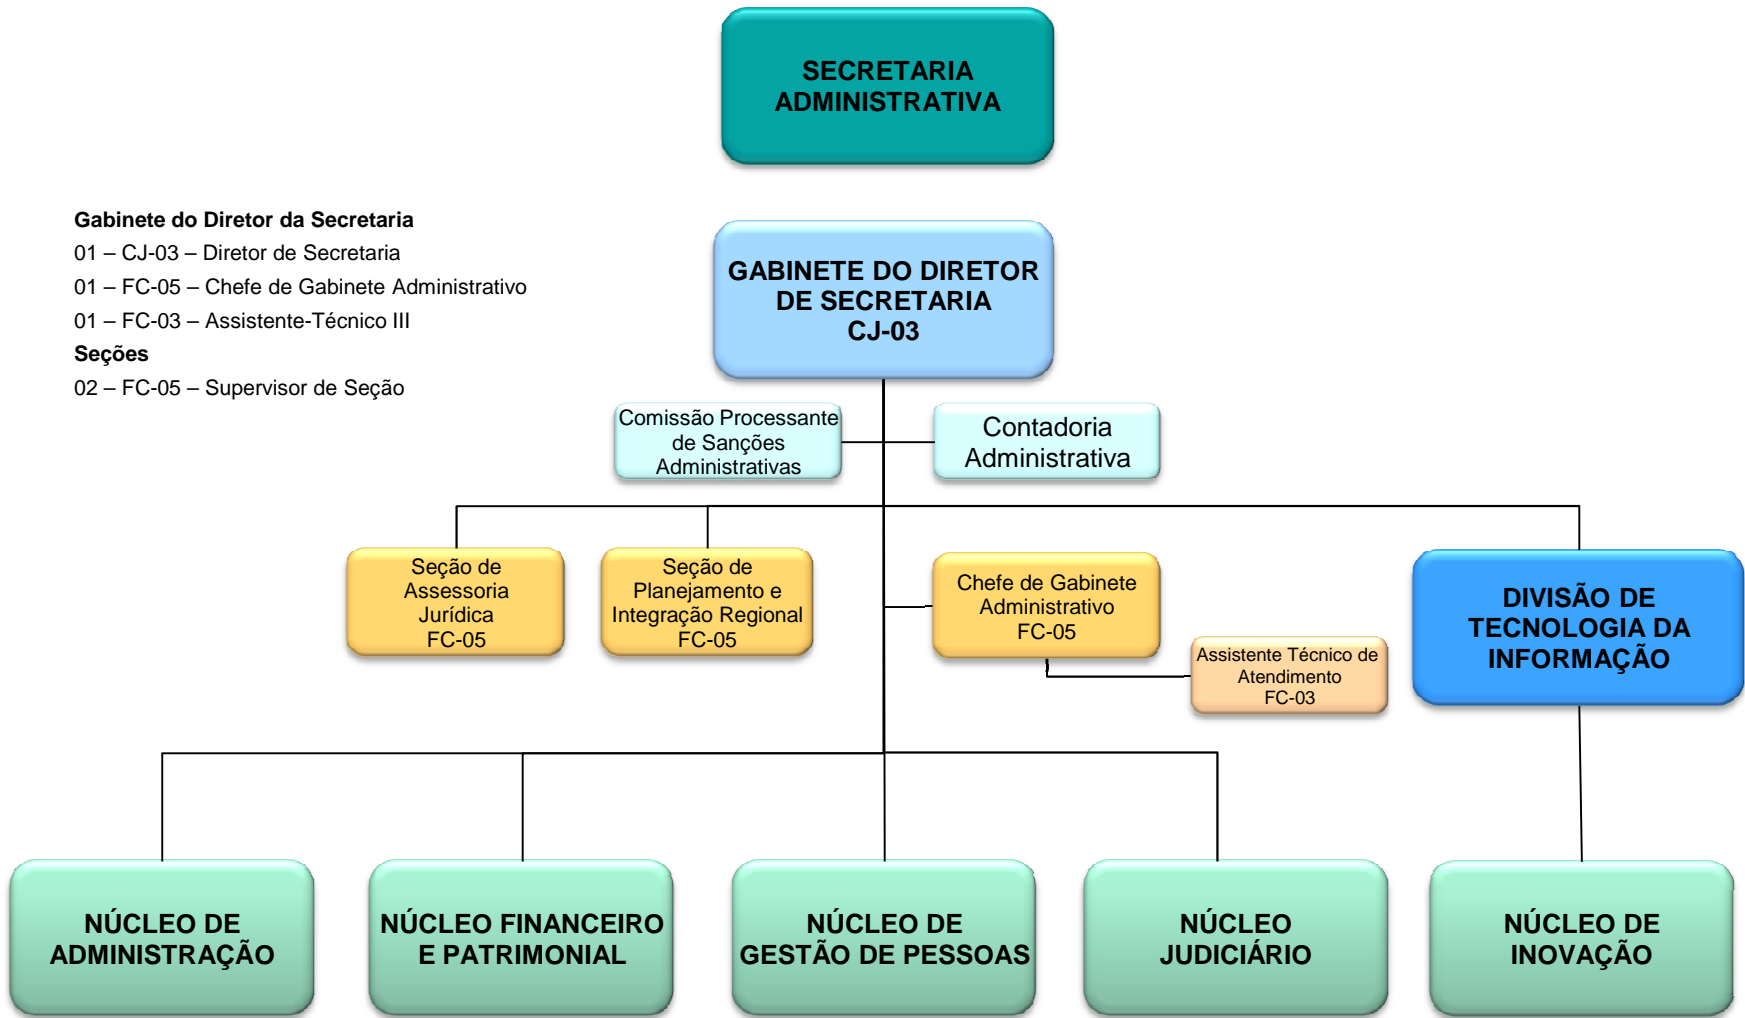 SECRETARIA
ADMINISTRATIVA
Gabinete do Diretor da Secretaria
01 – CJ-03 – Diretor de Secretaria
01 – FC-05 – Chefe de Gabinete Administrativo
01 – FC-03 – Assistente-Técnico III
Seções
02 – FC-05 – Supervisor de Seção
GABINETE DO DIRETOR
DE SECRETARIA
CJ-03
Comissão Processante
de Sanções
Administrativas
Contadoria
Administrativa
Seção de
Assessoria
Jurídica
FC-05
Seção de
Planejamento e
Integração Regional
FC-05
Chefe de Gabinete
Administrativo
FC-05
Assistente Técnico de
Atendimento
FC-03
DIVISÃO DE
TECNOLOGIA DA
INFORMAÇÃO
NÚCLEO DE
ADMINISTRAÇÃO
NÚCLEO FINANCEIRO
E PATRIMONIAL
NÚCLEO DE
GESTÃO DE PESSOAS
NÚCLEO
JUDICIÁRIO
NÚCLEO DE
INOVAÇÃO